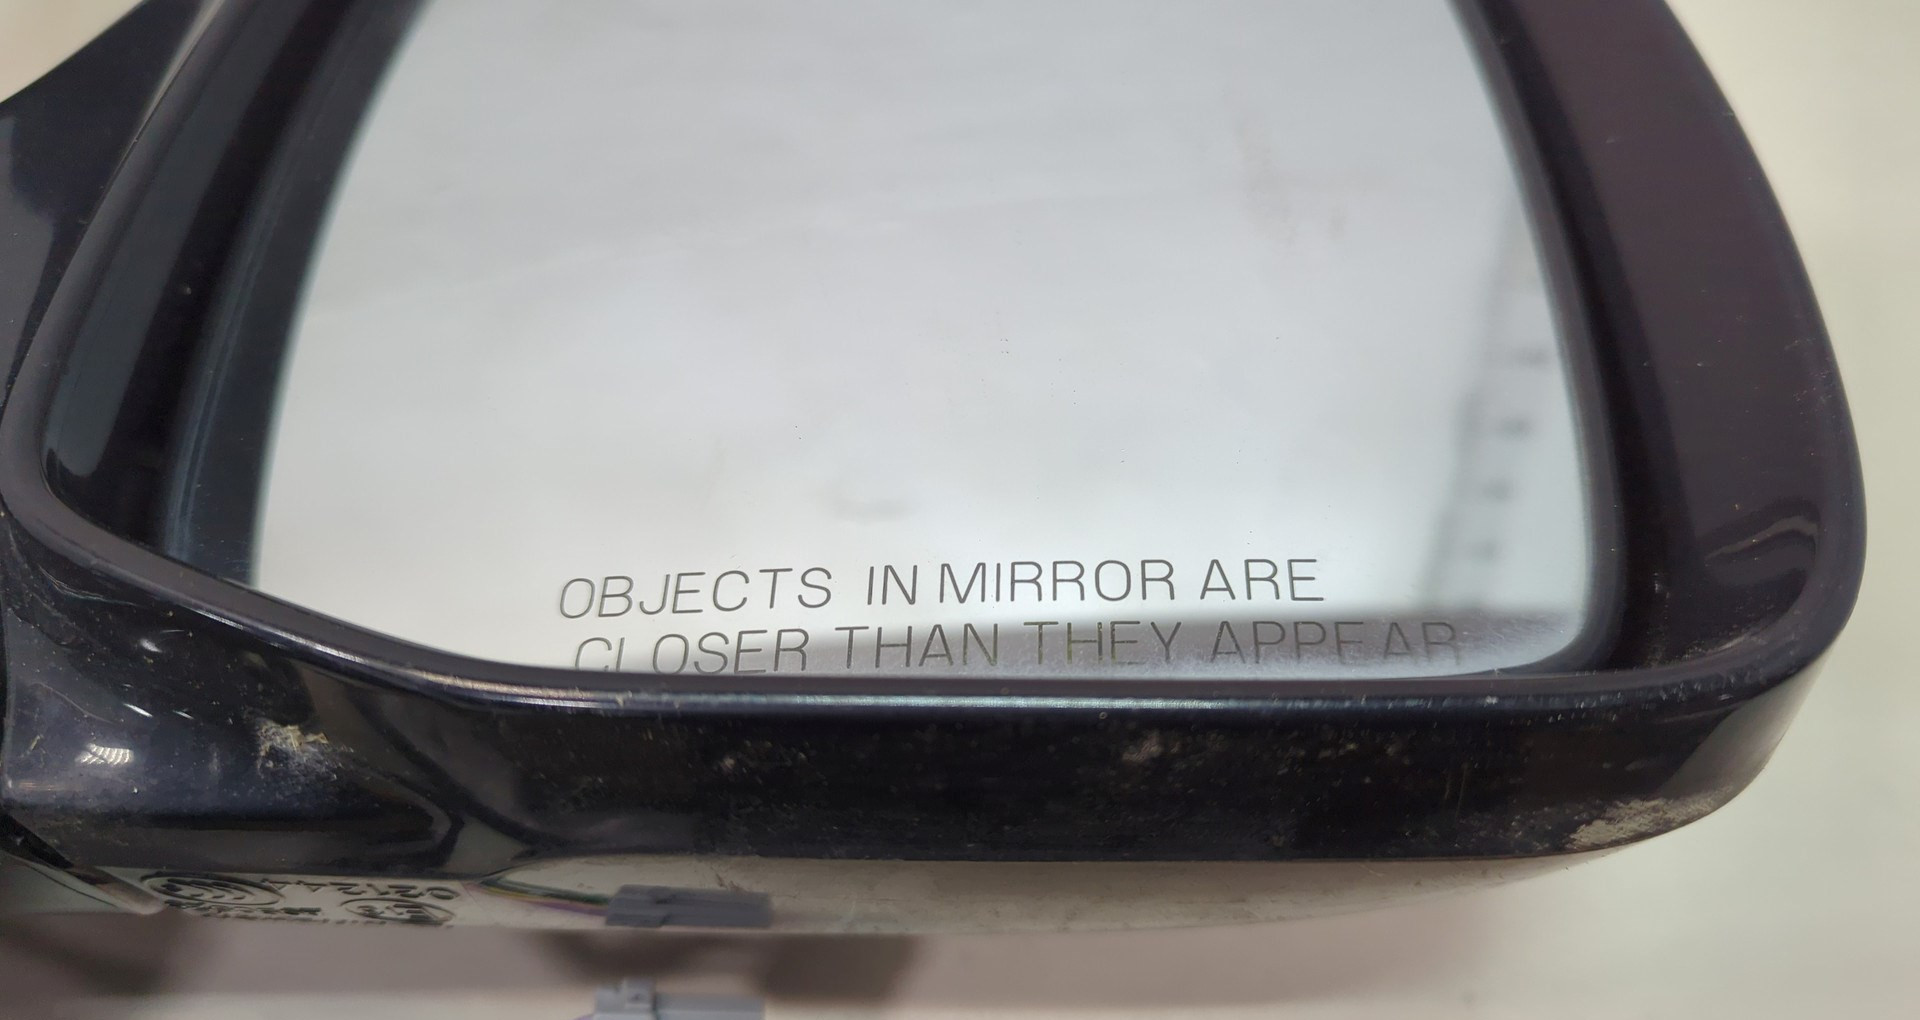 OBJECTS IN MIRROR ARE
CLOSER THAN THEY APPEAR